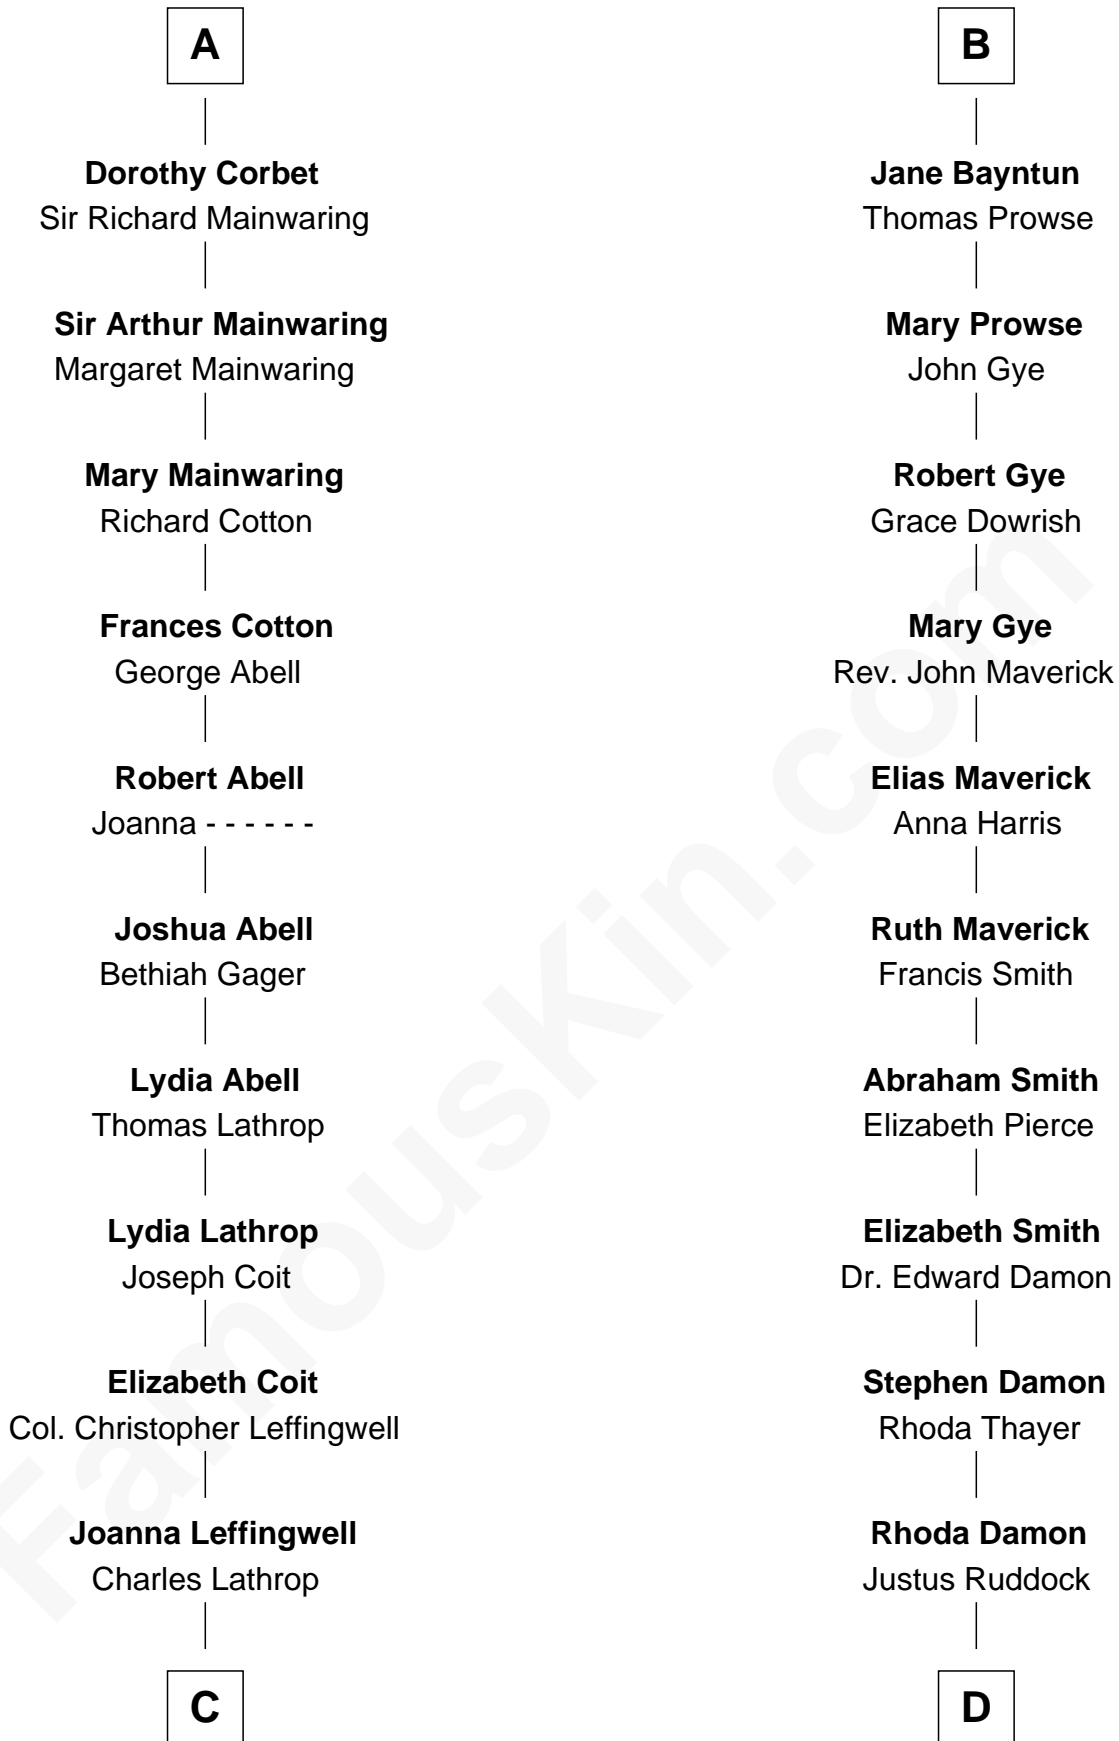 A
Dorothy Corbet
Sir Richard Mainwaring
Sir Arthur Mainwaring
Margaret Mainwaring
Mary Mainwaring
Richard Cotton
Frances Cotton
George Abell
Robert Abell
Joanna - - - - - -
Joshua Abell
Bethiah Gager
Lydia Abell
Thomas Lathrop
Lydia Lathrop
Joseph Coit
Elizabeth Coit
Col. Christopher Leffingwell
Joanna Leffingwell
Charles Lathrop
C
B
Jane Bayntun
Thomas Prowse
Mary Prowse
John Gye
Robert Gye
Grace Dowrish
Mary Gye
Rev. John Maverick
Elias Maverick
Anna Harris
Ruth Maverick
Francis Smith
Abraham Smith
Elizabeth Pierce
Elizabeth Smith
Dr. Edward Damon
Stephen Damon
Rhoda Thayer
Rhoda Damon
Justus Ruddock
D
FamousKin.com